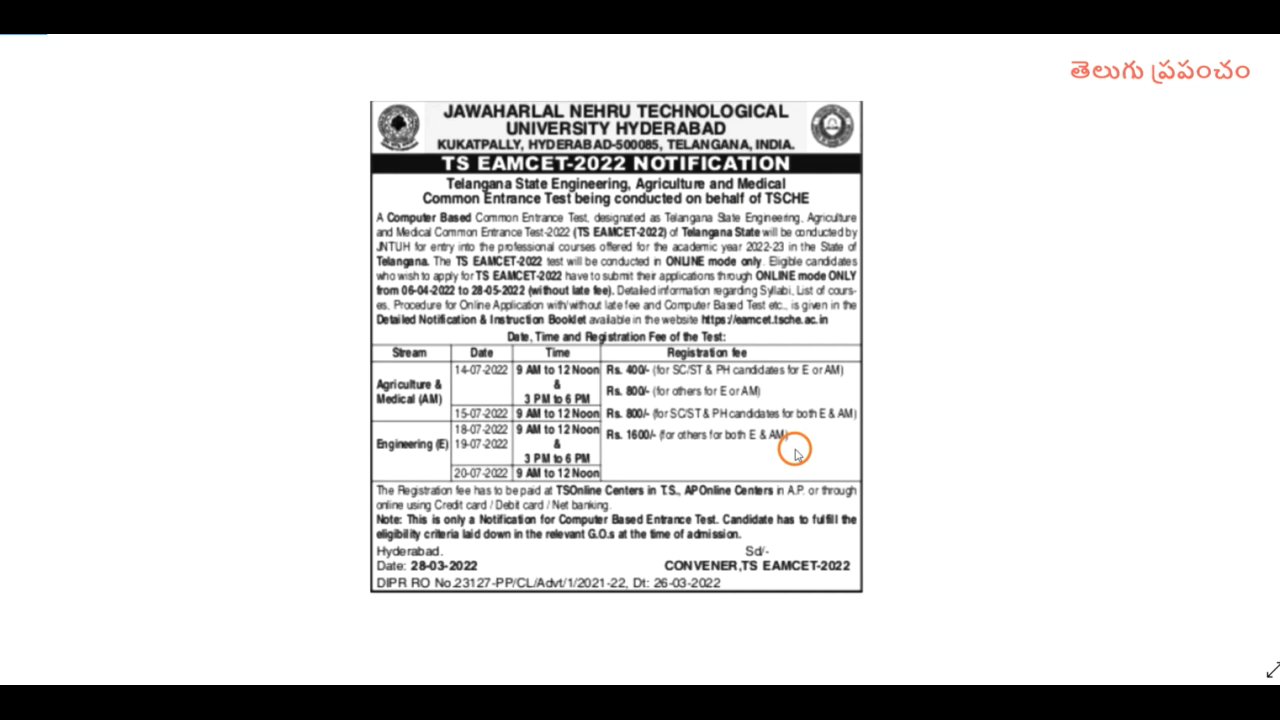 తెలుగు ప్రపంచం
JAWAHARLAL NEHRU TECHNOLOGICAL
UNIVERSITY HYDERABAD
KUKATPALLY, HYDERABAD-500085, TELANGANA, INDIA.
TS EAMCET-2022 NOTIFICATION
Telangana State Engineering, Agriculture and Medical
Common Entrance Test being conducted on behalf of TSCHE
A Computer Based Common Entrance Test, designated as Telangana State Engineering, Agriculture
and Medical Common Entrance Test-2022 (TS EAMCET-2022) of Telangana State will be conducted by
JNTUH for entry into the professional courses offered for the academic year 2022-23 in the State of
Telangana. The TS EAMCET-2022 test will be conducted in ONLINE mode only. Eligible candidates
who wish to apply for TS EAMCET-2022 have to submit their applications through ONLINE mode ONLY
from 06-04-2022 to 28-05-2022 (without late fee). Detailed information regarding Syllabi, List of cours-
es, Procedure for Online Application with/without late fee and Computer Based Test etc., is given in the
Detailed Notification & Instruction Booklet available in the website https://eamcet.tsche.ac.in
Date, Time and Registration Fee of the Test:
Stream Date Time Registration fee
Agriculture &
Medical (AM)
14-07-2022 9 AM to 12 Noon
&
3 PM to 6 PM
15-07-2022 9 AM to 12 Noon
Engineering (E)
18-07-2022
19-07-2022
9 AM to 12 Noon
&
3 PM to 6 PM
20-07-2022 9 AM to 12 Noon
Rs. 400/- (for SC/ST & PH candidates for E or AM)
Rs. 800/- (for others for E or AM)
Rs. 800/- (for SC/ST & PH candidates for both E & AM)
Rs. 1600/- (for others for both E & AM)
The Registration fee has to be paid at TSOnline Centers in T.S., APOnline Centers in A.P. or through
online using Credit card / Debit card / Net banking.
Note: This is only a Notification for Computer Based Entrance Test. Candidate has to fulfill the
eligibility criteria laid down in the relevant G.O.s at the time of admission.
Hyderabad. Sd/-
Date: 28-03-2022 CONVENER,TS EAMCET-2022
DIPR RO No.23127-PP/CL/Advt/1/2021-22, Dt: 26-03-2022